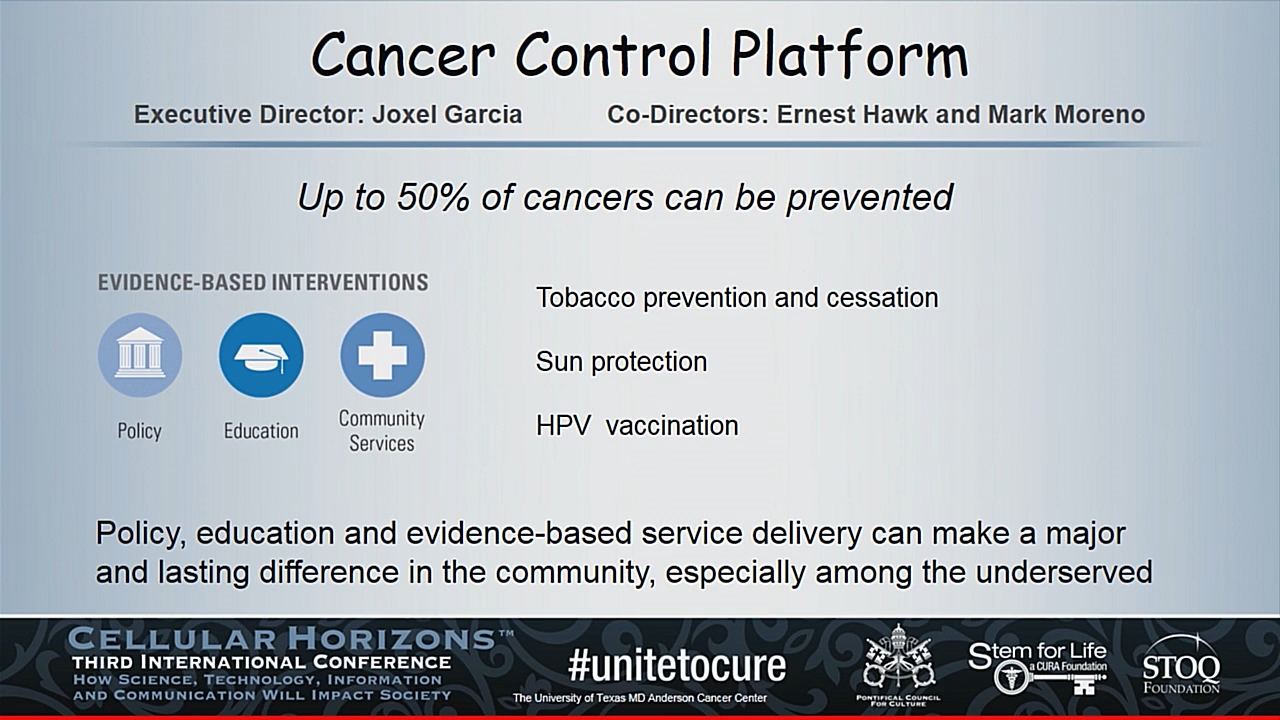 Cancer Control Platform
Executive Director: Joxel Garcia Co-Directors: Ernest Hawk and Mark Moreno
Up to 50% of cancers can be prevented
EVIDENCE-BASED INTERVENTIONS
Policy
Education
Community
Services
Tobacco prevention and cessation
Sun protection
HPV vaccination
Policy, education and evidence-based service delivery can make a major
and lasting difference in the community, especially among the underserved
CELLULAR HORIZONS™
THIRD INTERNATIONAL CONFERENCE
HOW SCIENCE, TECHNOLOGY, INFORMATION
AND COMMUNICATION WILL IMPACT SOCIETY
#unitetocure
The University of Texas MD Anderson Cancer Center
PONTIFICAL COUNCIL
FOR CULTURE
Stem for Life
a CURA Foundation
STOQ
FOUNDATION